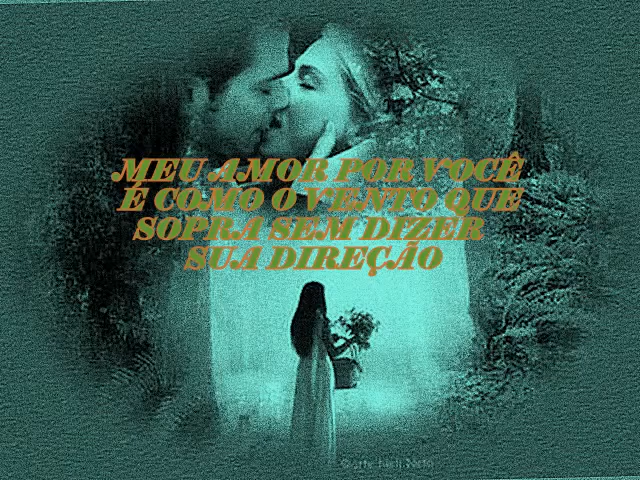 MEU AMOR POR VOCÊ
É COMO O VENTO QUE
SOPRA SEM DIZER
SUA DIREÇÃO